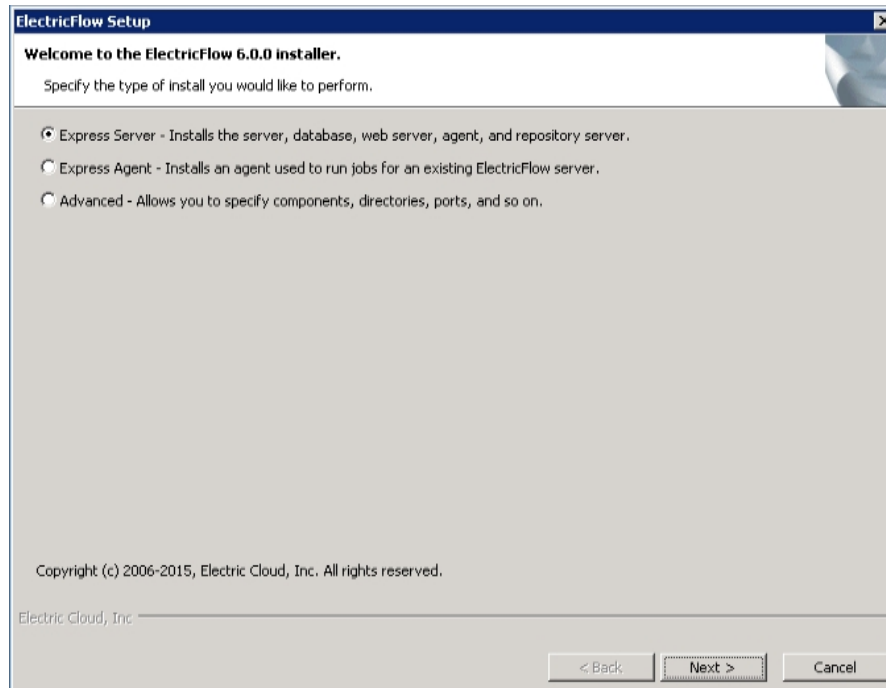 ElectricFlow Setup
Welcome to the ElectricFlow 6.0.0 installer.
Specify the type of install you would like to perform.
Express Server - Installs the server, database, web server, agent, and repository server.
Express Agent - Installs an agent used to run jobs for an existing ElectricFlow server.
Advanced - Allows you to specify components, directories, ports, and so on.
Copyright (c) 2006-2015, Electric Cloud, Inc. All rights reserved.
Electric Cloud, Inc
< Back Next > Cancel